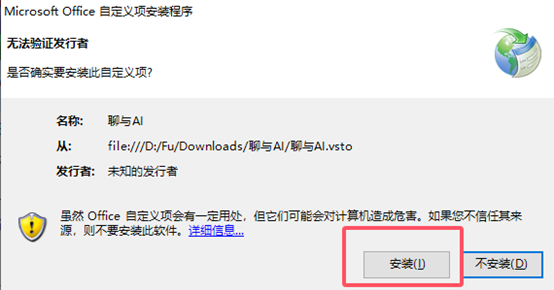 Microsoft Office 自定义项安装程序
无法验证发行者
是否确实要安装此自定义项?
名称: 聊与AI
从: file:///D:/Fu/Downloads/聊与AI/聊与AI.vsto
发行者: 未知的发行者
虽然 Office 自定义项会有一定用处，但它们可能会对计算机造成危害。如果您不信任其来
源，则不要安装此软件。详细信息...
安装(I) 不安装(D)